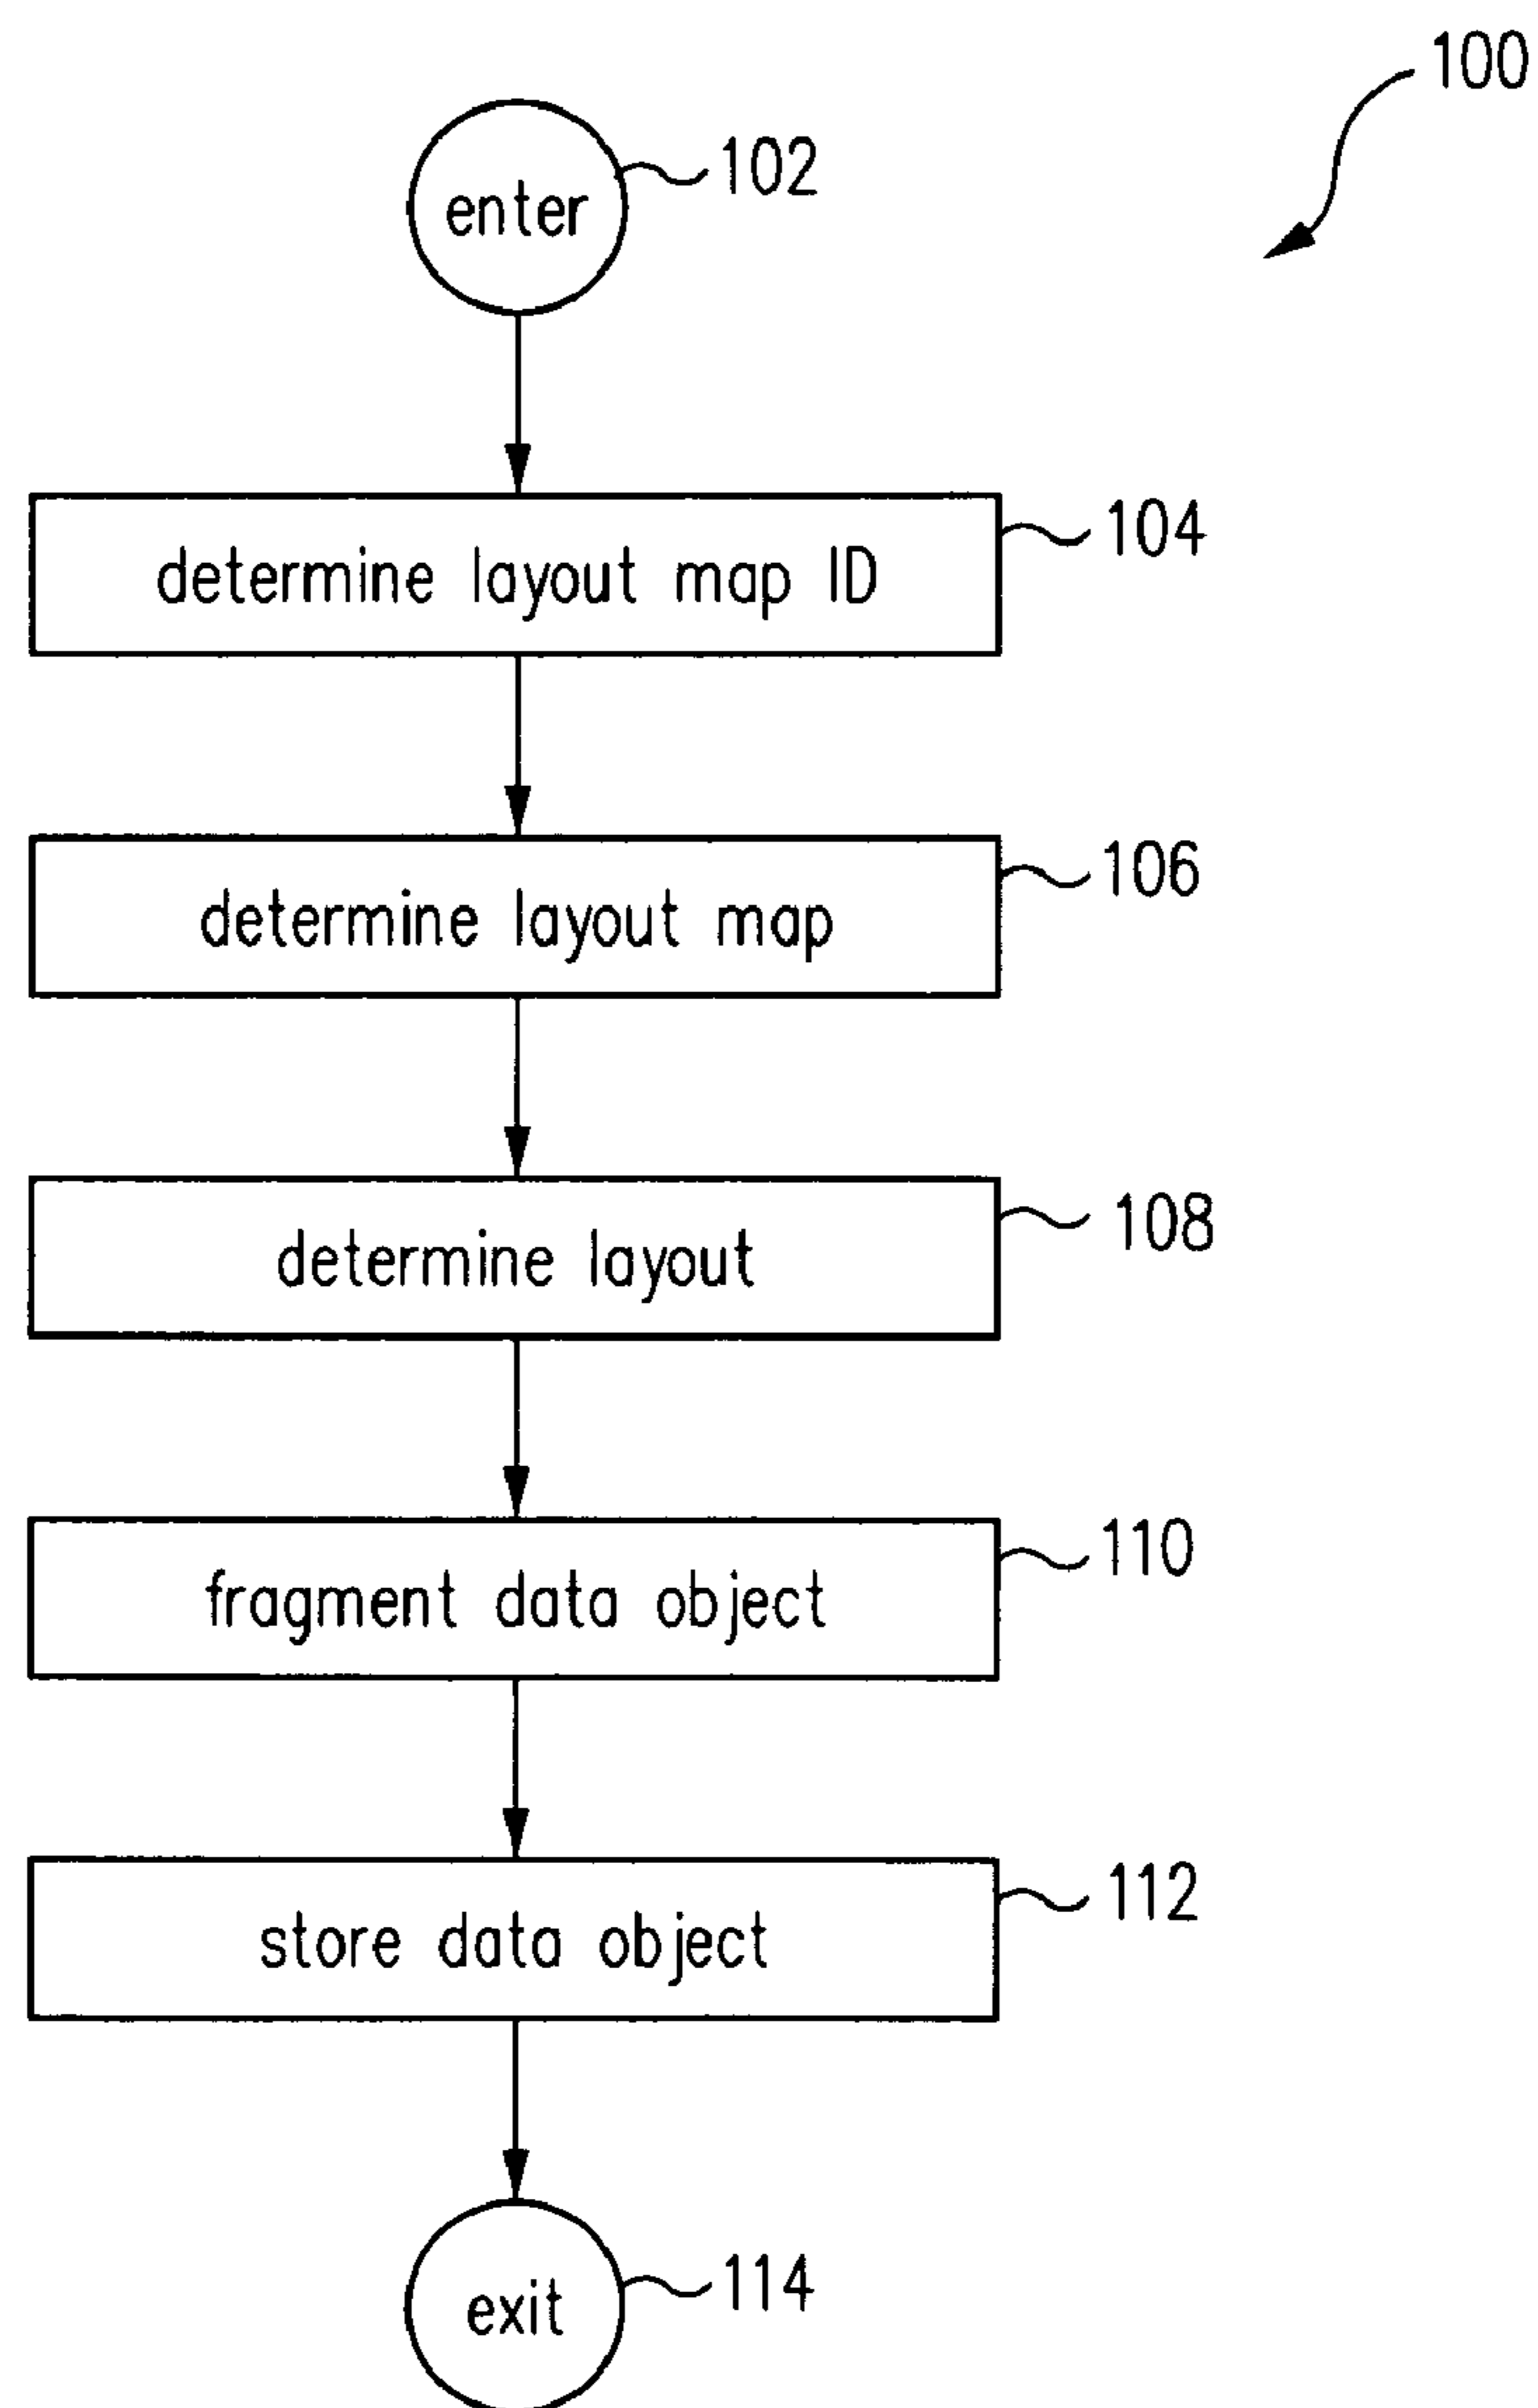 100
enter
102
determine layout map ID
104
determine layout map
106
determine layout
108
fragment data object
110
store data object
112
exit
114